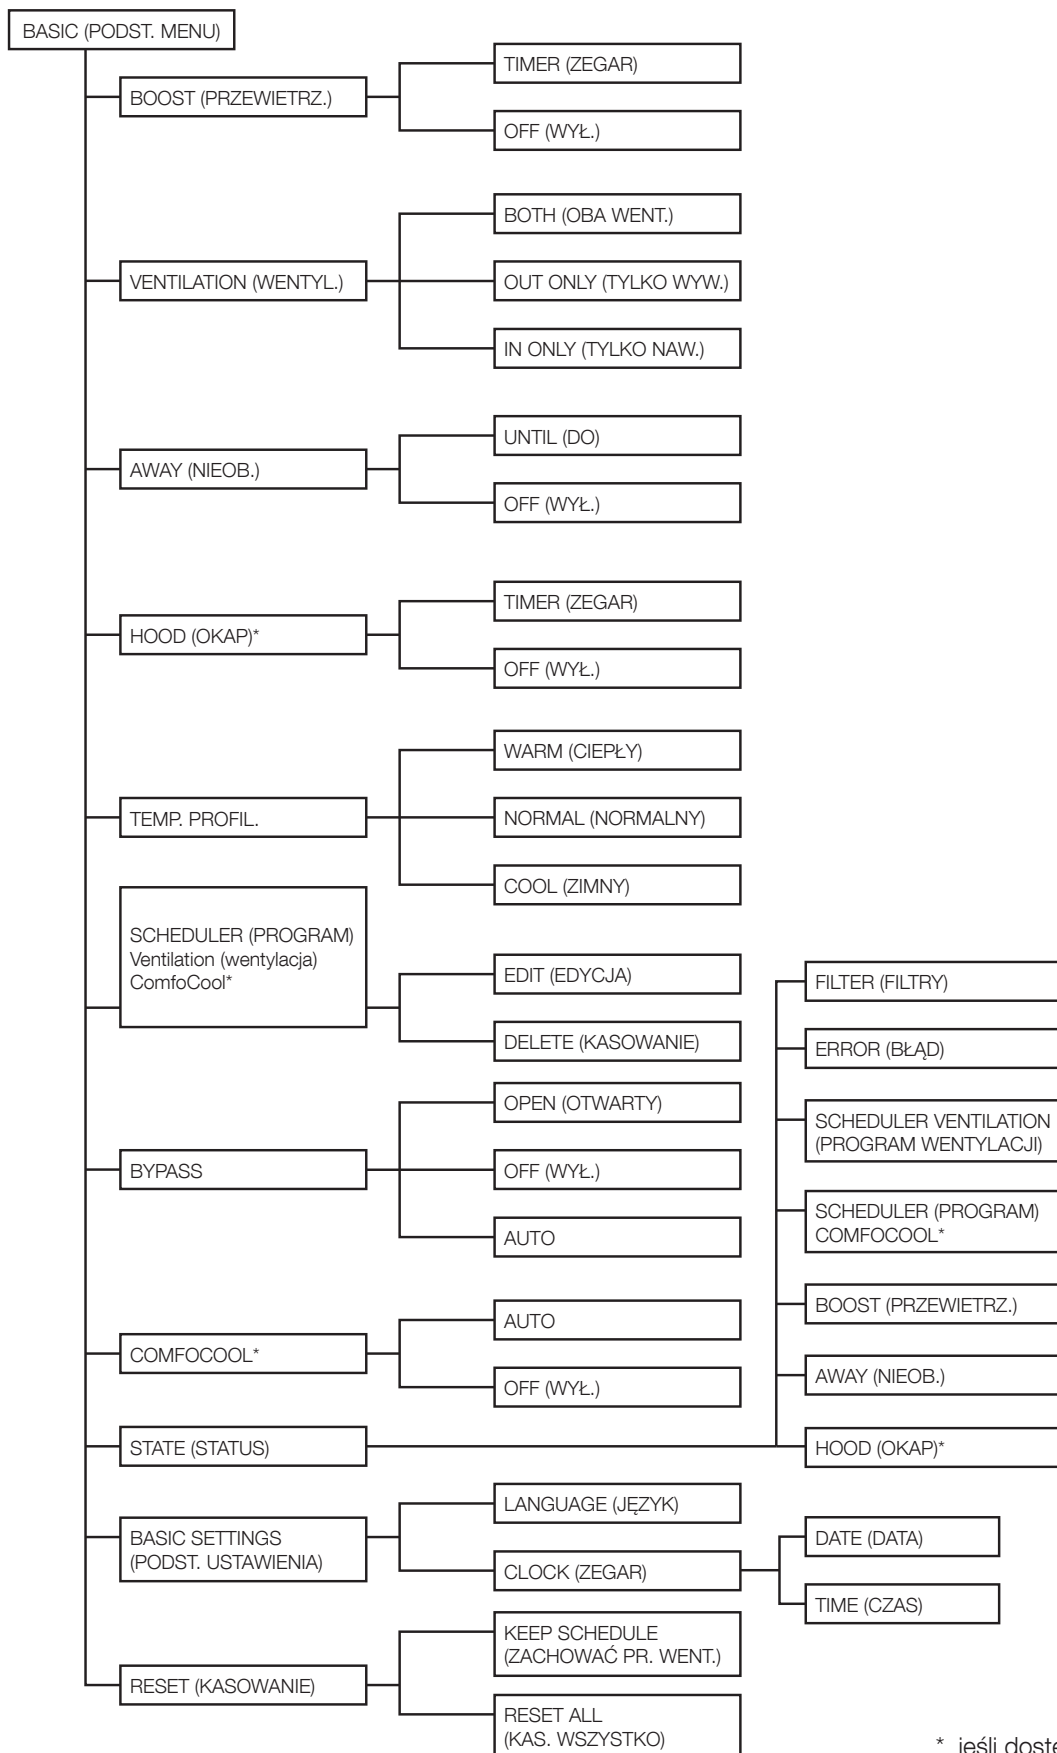 BASIC (PODST. MENU)
BOOST (PRZEWIETRZ.)
TIMER (ZEGAR)
OFF (WYŁ.)
VENTILATION (WENTYL.)
BOTH (OBA WENT.)
OUT ONLY (TYLKO WYW.)
IN ONLY (TYLKO NAW.)
AWAY (NIEOB.)
UNTIL (DO)
OFF (WYŁ.)
HOOD (OKAP)*
TIMER (ZEGAR)
OFF (WYŁ.)
TEMP. PROFIL.
WARM (CIEPŁY)
NORMAL (NORMALNY)
COOL (ZIMNY)
SCHEDULER (PROGRAM)
Ventilation (wentylacja)
ComfoCool*
EDIT (EDYCJA)
DELETE (KASOWANIE)
BYPASS
OPEN (OTWARTY)
OFF (WYŁ.)
AUTO
COMFOCOOL*
AUTO
OFF (WYŁ.)
STATE (STATUS)
FILTER (FILTRY)
ERROR (BŁĄD)
SCHEDULER VENTILATION
(PROGRAM WENTYLACJI)
SCHEDULER (PROGRAM)
COMFOCOOL*
BOOST (PRZEWIETRZ.)
AWAY (NIEOB.)
HOOD (OKAP)*
BASIC SETTINGS
(PODST. USTAWIENIA)
LANGUAGE (JĘZYK)
CLOCK (ZEGAR)
DATE (DATA)
TIME (CZAS)
RESET (KASOWANIE)
KEEP SCHEDULE
(ZACHOWAĆ PR. WENT.)
RESET ALL
(KAS. WSZYSTKO)
* jeśli